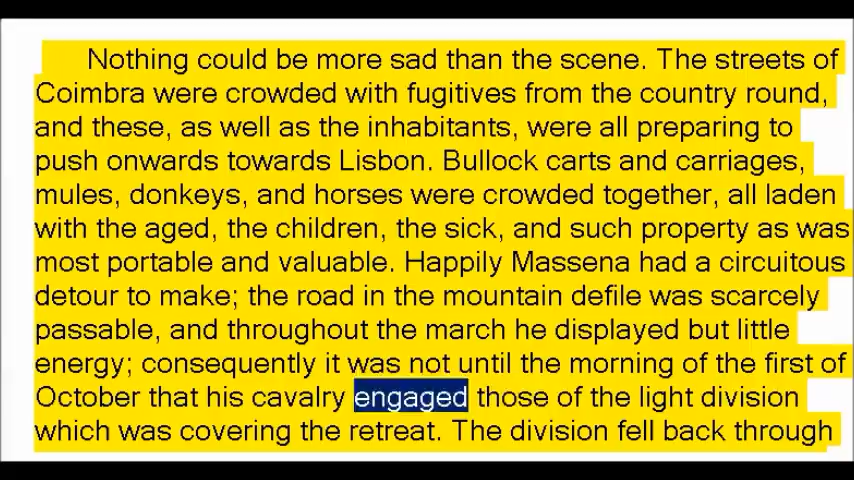 Nothing could be more sad than the scene. The streets of
Coimbra were crowded with fugitives from the country round,
and these, as well as the inhabitants, were all preparing to
push onwards towards Lisbon. Bullock carts and carriages,
mules, donkeys, and horses were crowded together, all laden
with the aged, the children, the sick, and such property as was
most portable and valuable. Happily Massena had a circuitous
detour to make; the road in the mountain defile was scarcely
passable, and throughout the march he displayed but little
energy; consequently it was not until the morning of the first of
October that his cavalry engaged those of the light division
which was covering the retreat. The division fell back through